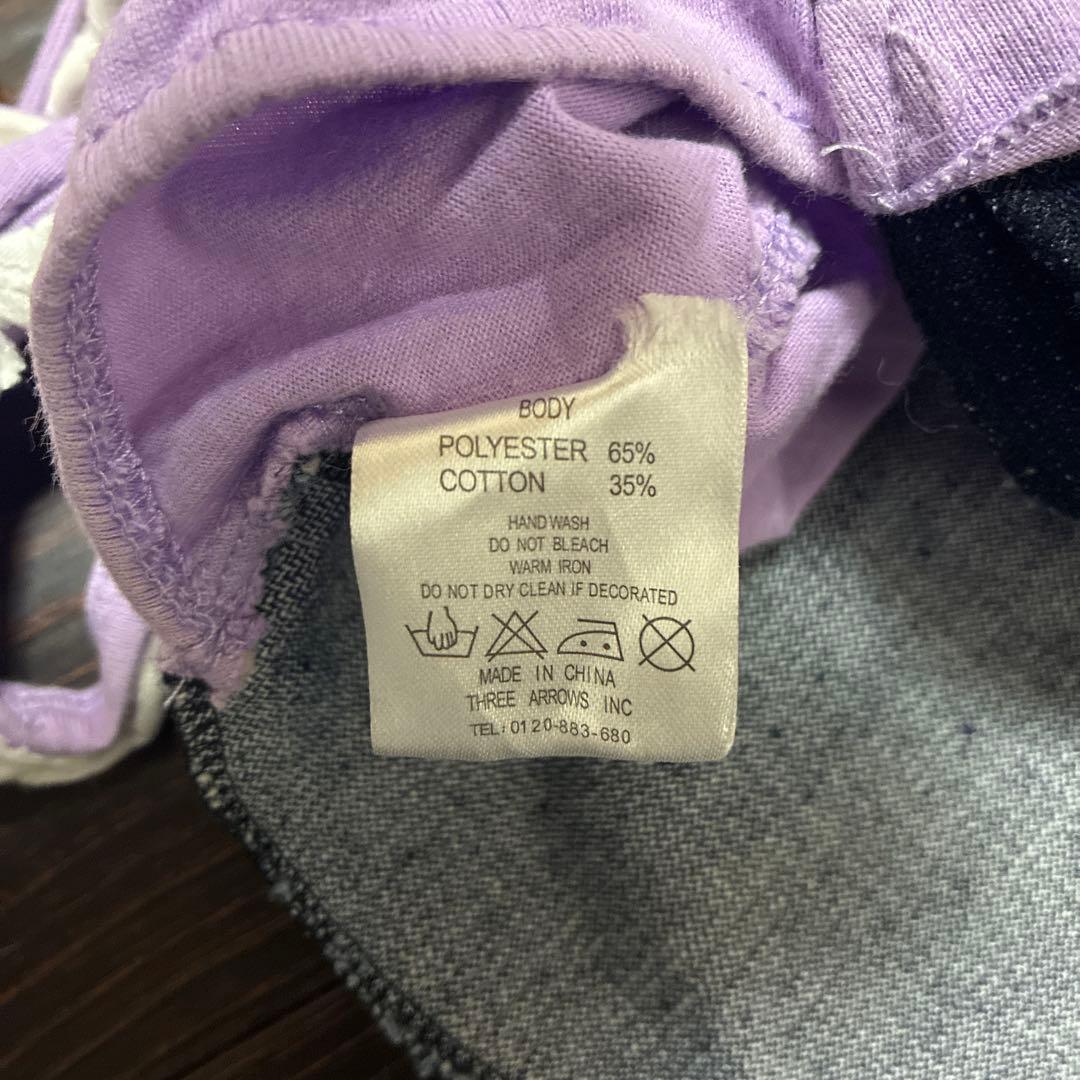 BODY
POLYESTER 65%
COTTON 35%
HAND WASH
DO NOT BLEACH
WARM IRON
DO NOT DRY CLEAN IF DECORATED
MADE IN CHINA
THREE ARROWS INC
TEL:0120-883-680